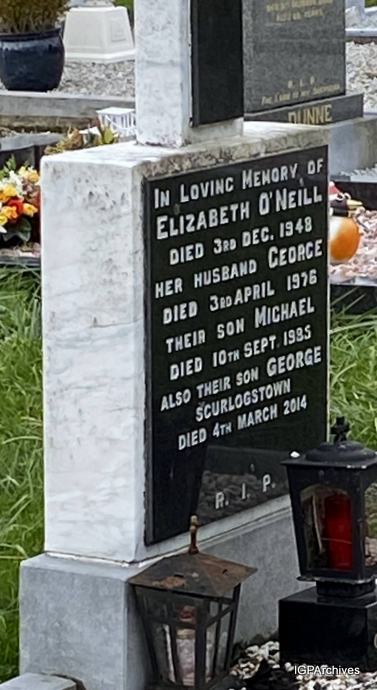 R. I. P.
DUNNE
IN LOVING MEMORY OF
ELIZABETH O'NEILL
DIED 3RD DEC. 1948
HER HUSBAND GEORGE
DIED 3RD APRIL 1976
THEIR SON MICHAEL
DIED 10TH SEPT. 1985
ALSO THEIR SON GEORGE
SCURLOGSTOWN
DIED 4TH MARCH 2014
R. I. P.
IGPArchives